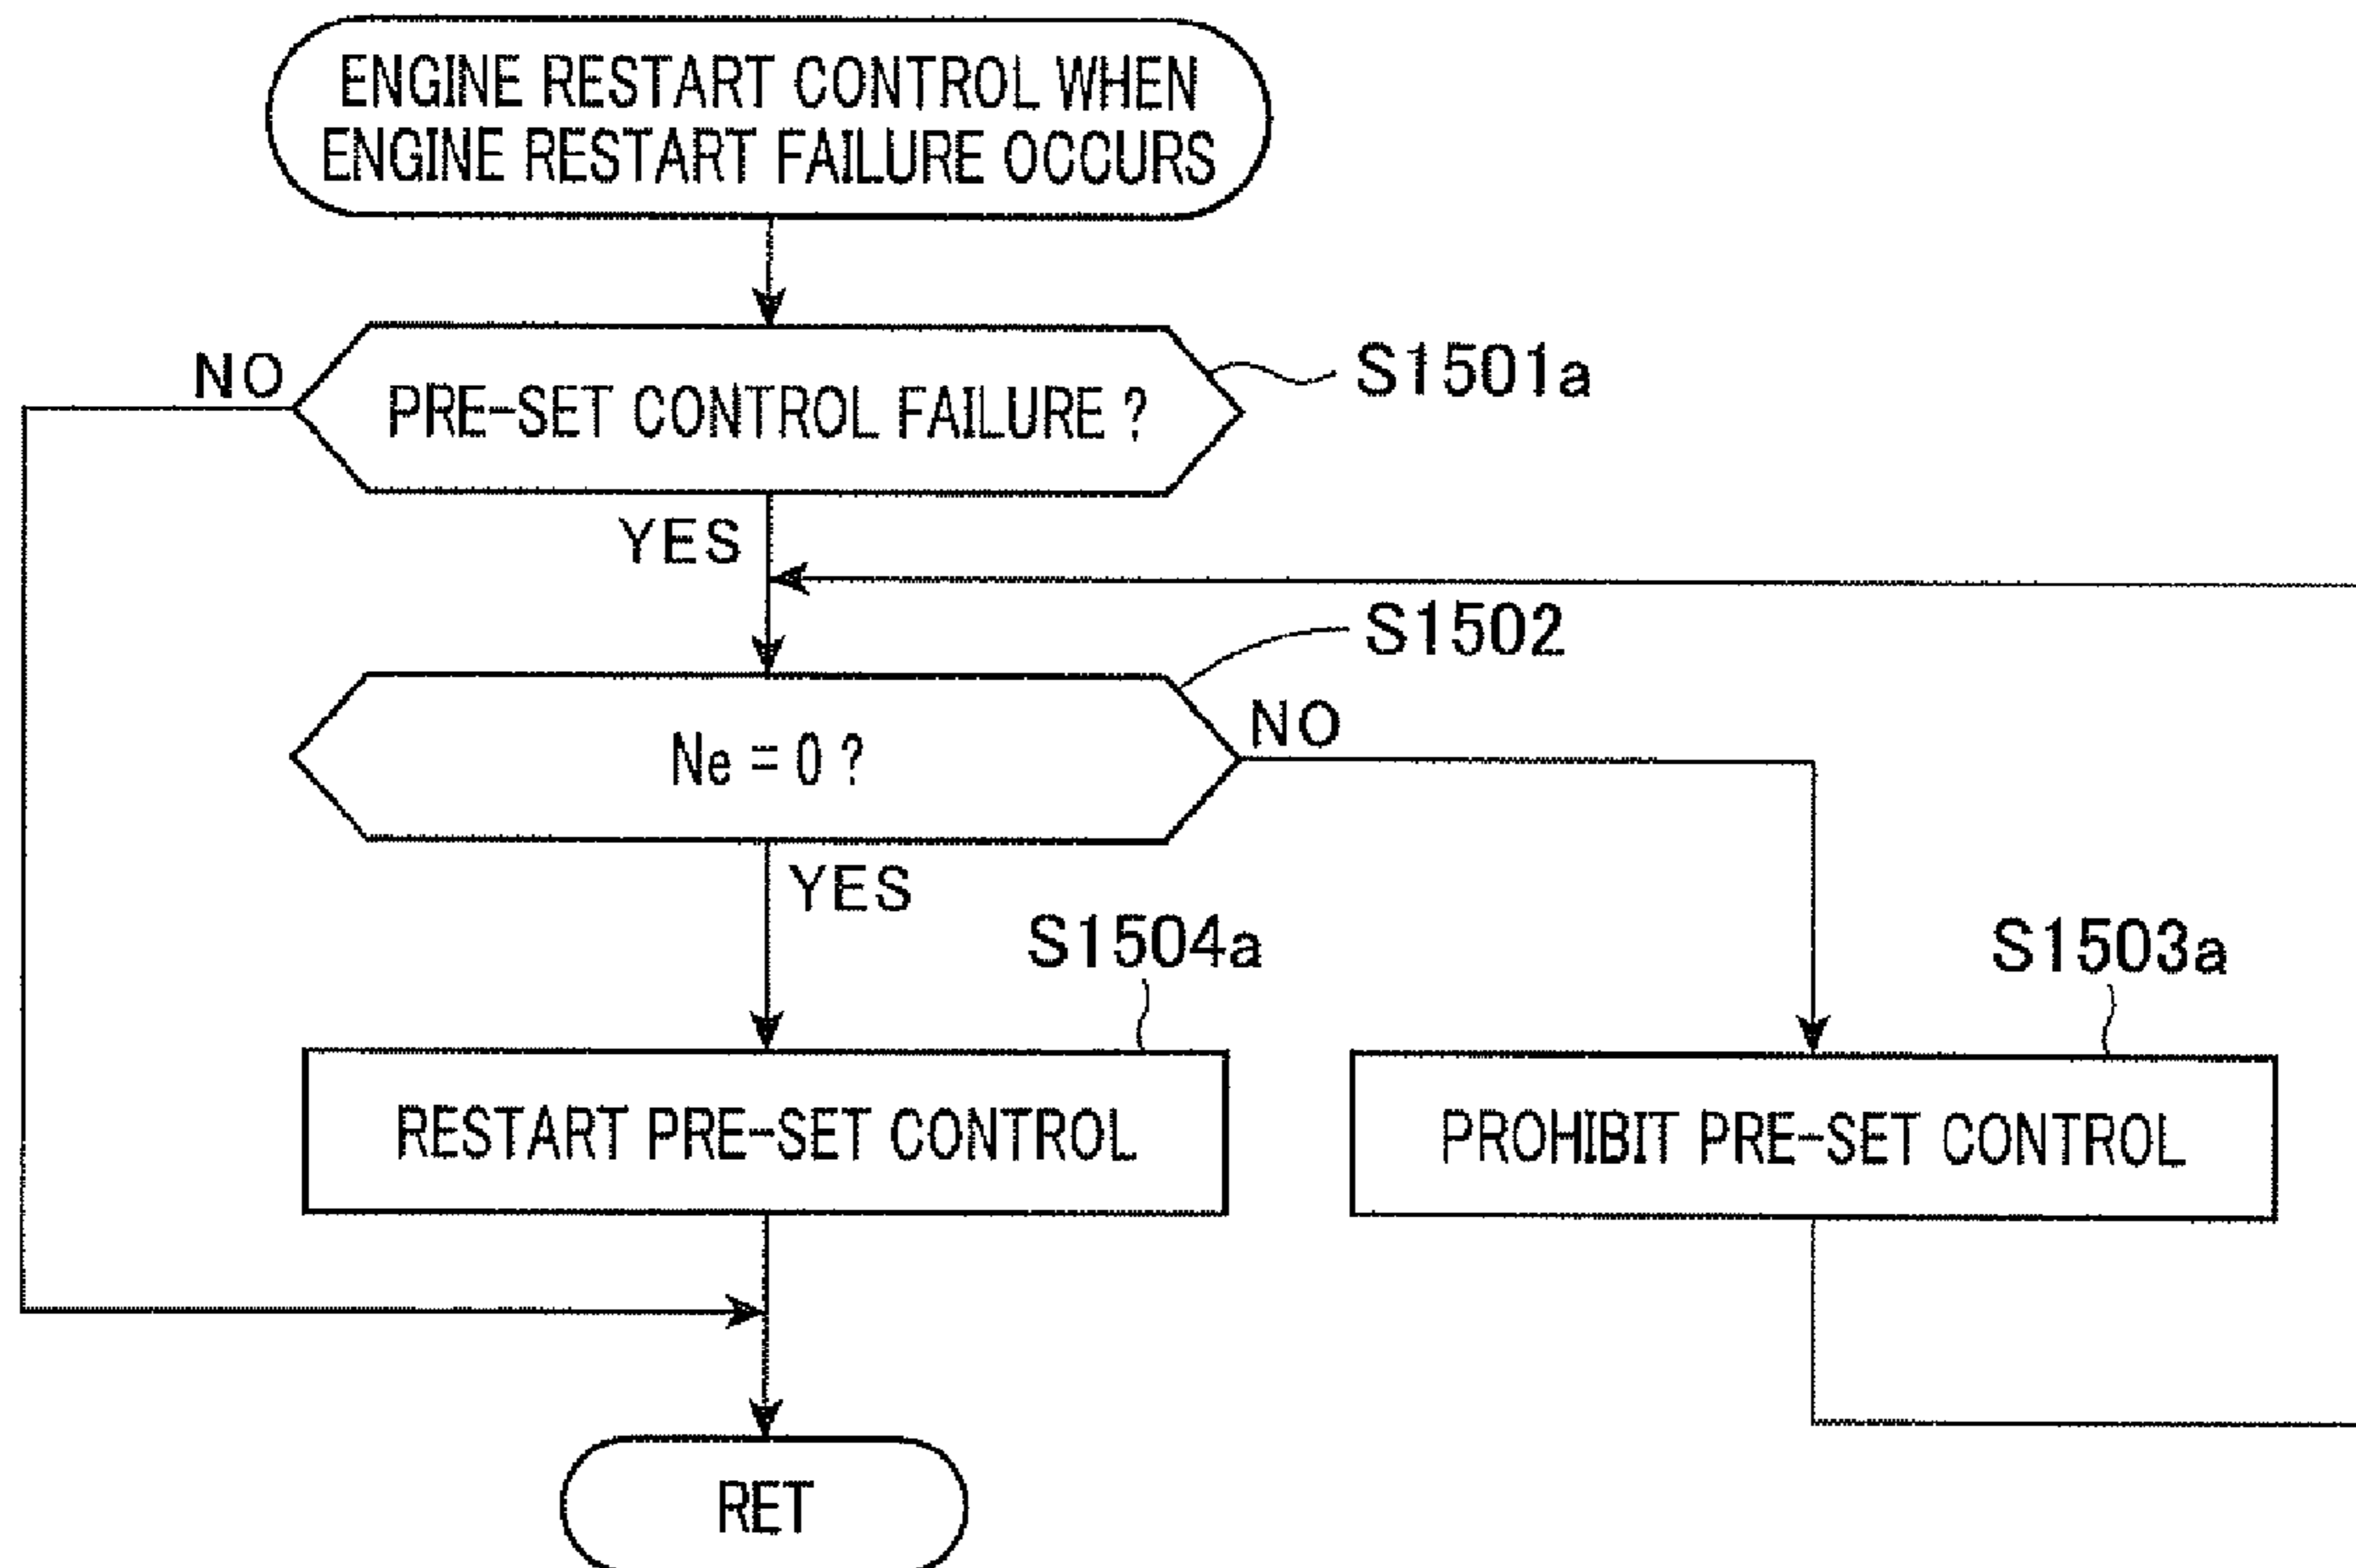 ENGINE RESTART CONTROL WHEN
ENGINE RESTART FAILURE OCCURS
NO
PRE-SET CONTROL FAILURE ?
S1501a
YES
S1502
Ne = 0 ?
NO
YES
S1504a
S1503a
RESTART PRE-SET CONTROL
PROHIBIT PRE-SET CONTROL
RET